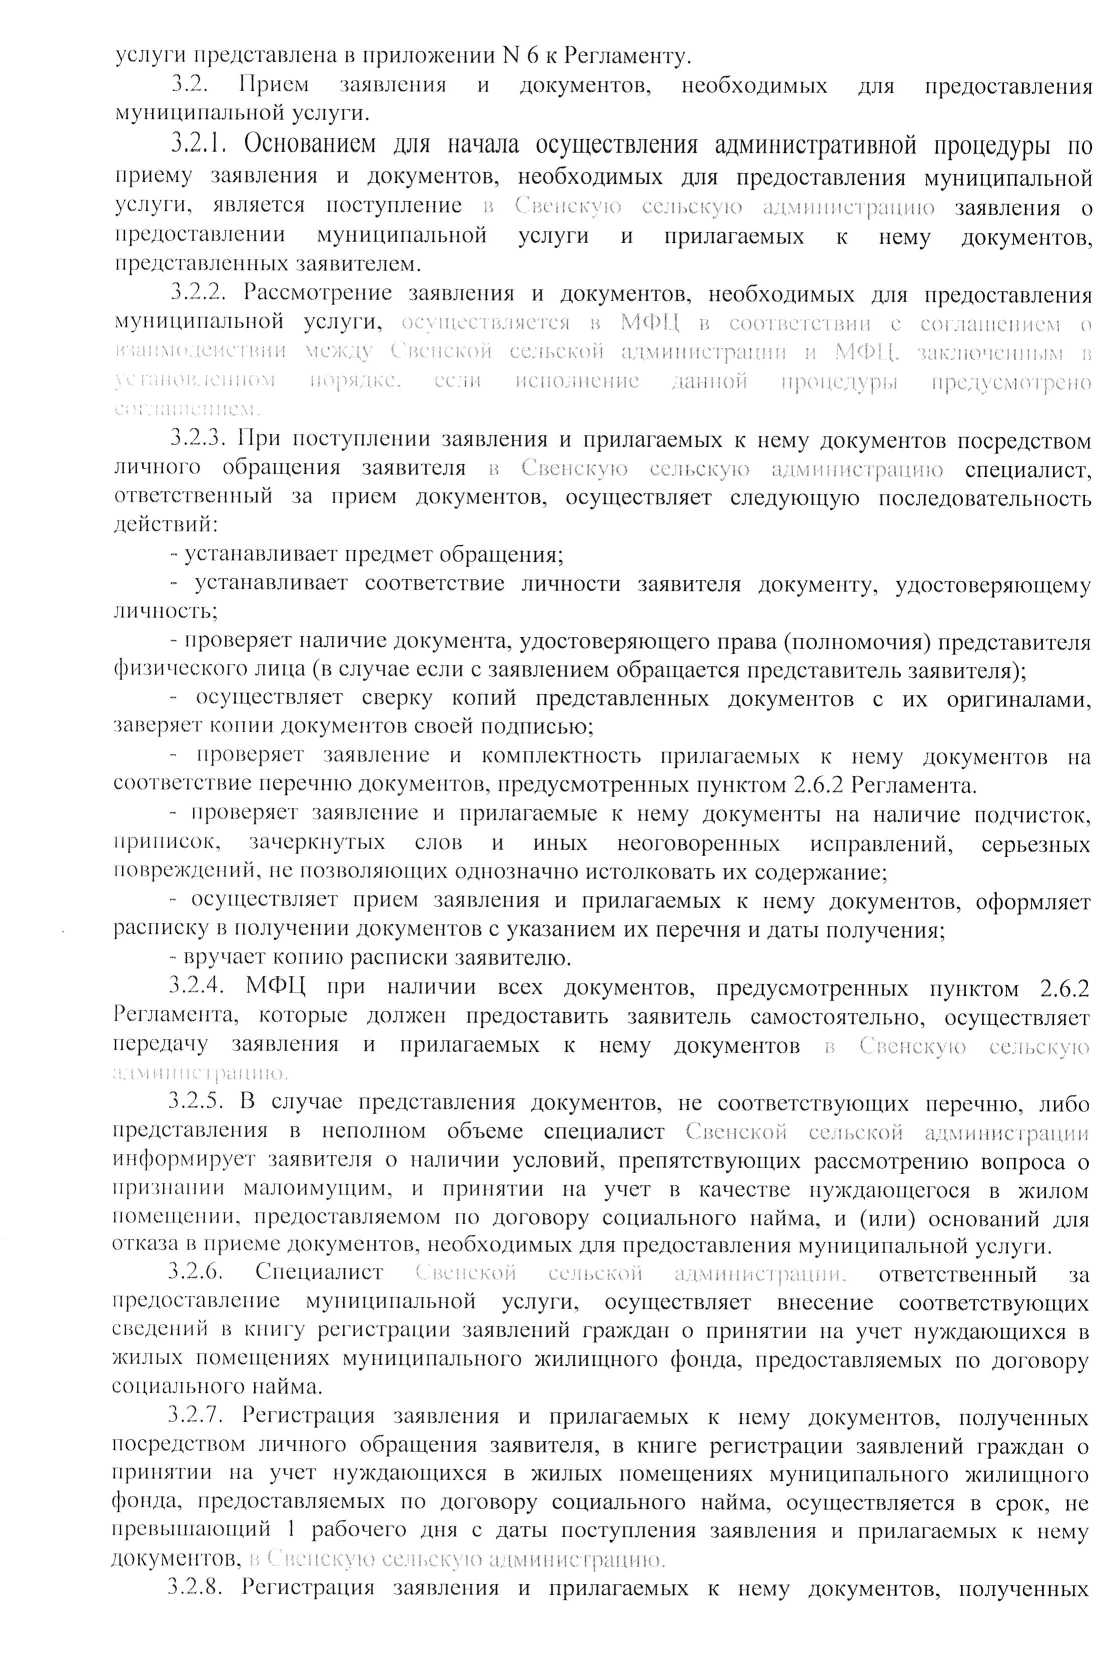 услуги представлена в приложении N 6 к Регламенту.
3.2. Прием заявления и документов, необходимых для предоставления
муниципальной услуги.
3.2.1. Основанием для начала осуществления административной процедуры по
приему заявления и документов, необходимых для предоставления муниципальной
услуги, является поступление в Свенскую сельскую администрацию заявления о
предоставлении муниципальной услуги и прилагаемых к нему документов,
представленных заявителем.
3.2.2. Рассмотрение заявления и документов, необходимых для предоставления
муниципальной услуги, осуществляется в МФЦ в соответствии с соглашением о
взаимодействии между Свенской сельской администрации и МФЦ, заключенным в
установленном порядке, если исполнение данной процедуры предусмотрено
соглашением.
3.2.3. При поступлении заявления и прилагаемых к нему документов посредством
личного обращения заявителя в Свенскую сельскую администрацию специалист,
ответственный за прием документов, осуществляет следующую последовательность
действий:
- устанавливает предмет обращения;
- устанавливает соответствие личности заявителя документу, удостоверяющему
личность;
- проверяет наличие документа, удостоверяющего права (полномочия) представителя
физического лица (в случае если с заявлением обращается представитель заявителя);
- осуществляет сверку копий представленных документов с их оригиналами,
заверяет копии документов своей подписью;
- проверяет заявление и комплектность прилагаемых к нему документов на
соответствие перечню документов, предусмотренных пунктом 2.6.2 Регламента.
- проверяет заявление и прилагаемые к нему документы на наличие подчисток,
приписок, зачеркнутых слов и иных неоговоренных исправлений, серьезных
повреждений, не позволяющих однозначно истолковать их содержание;
- осуществляет прием заявления и прилагаемых к нему документов, оформляет
расписку в получении документов с указанием их перечня и даты получения;
- вручает копию расписки заявителю.
3.2.4. МФЦ при наличии всех документов, предусмотренных пунктом 2.6.2
Регламента, которые должен предоставить заявитель самостоятельно, осуществляет
передачу заявления и прилагаемых к нему документов в Свенскую сельскую
администрацию.
3.2.5. В случае представления документов, не соответствующих перечню, либо
представления в неполном объеме специалист Свенской сельской администрации
информирует заявителя о наличии условий, препятствующих рассмотрению вопроса о
признании малоимущим, и принятии на учет в качестве нуждающегося в жилом
помещении, предоставляемом по договору социального найма, и (или) оснований для
отказа в приеме документов, необходимых для предоставления муниципальной услуги.
3.2.6. Специалист Свенской сельской администрации, ответственный за
предоставление муниципальной услуги, осуществляет внесение соответствующих
сведений в книгу регистрации заявлений граждан о принятии на учет нуждающихся в
жилых помещениях муниципального жилищного фонда, предоставляемых по договору
социального найма.
3.2.7. Регистрация заявления и прилагаемых к нему документов, полученных
посредством личного обращения заявителя, в книге регистрации заявлений граждан о
принятии на учет нуждающихся в жилых помещениях муниципального жилищного
фонда, предоставляемых по договору социального найма, осуществляется в срок, не
превышающий 1 рабочего дня с даты поступления заявления и прилагаемых к нему
документов, в Свенскую сельскую администрацию.
3.2.8. Регистрация заявления и прилагаемых к нему документов, полученных